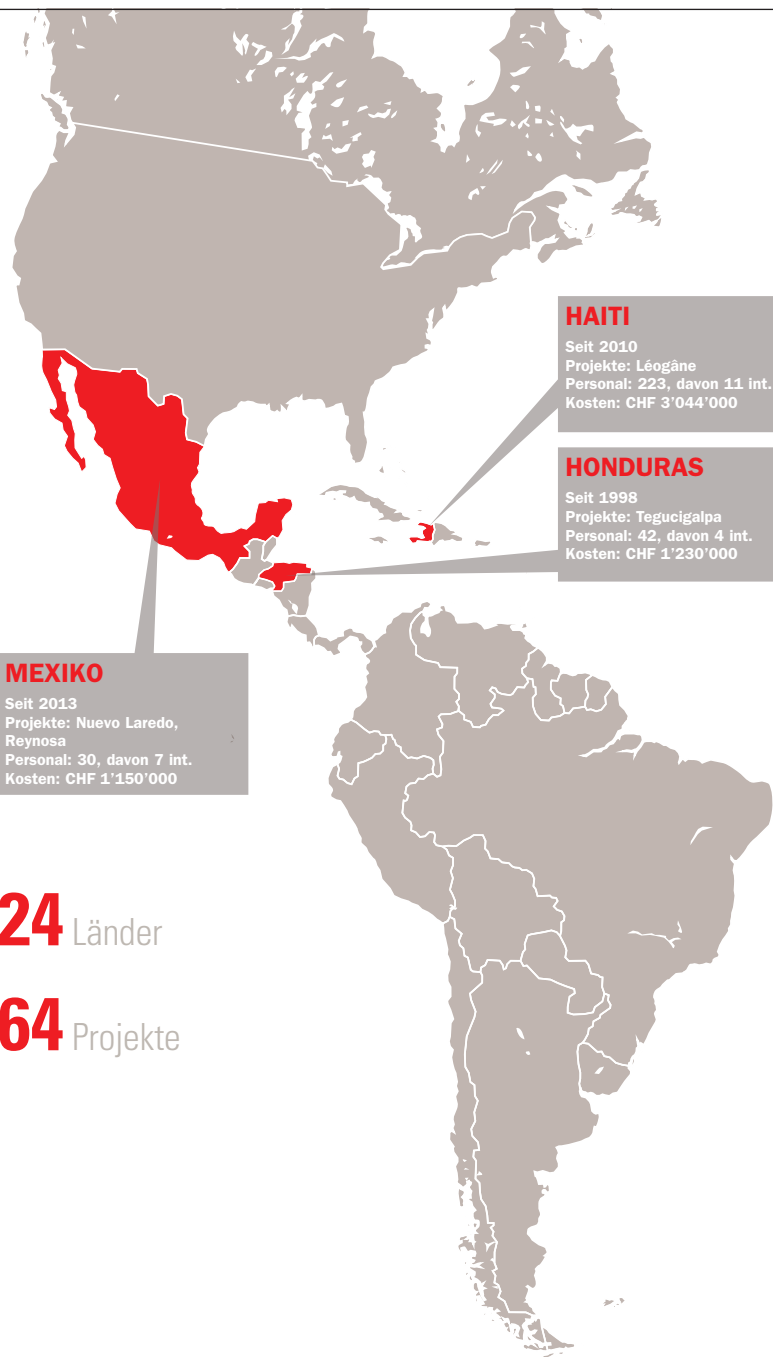 HAITI
Seit 2010
Projekte: Léogâne
Personal: 223, davon 11 int.
Kosten: CHF 3'044'000
HONDURAS
Seit 1998
Projekte: Tegucigalpa
Personal: 42, davon 4 int.
Kosten: CHF 1'230'000
MEXIKO
Seit 2013
Projekte: Nuevo Laredo,
Reynosa
Personal: 30, davon 7 int.
Kosten: CHF 1'150'000
24 Länder
64 Projekte